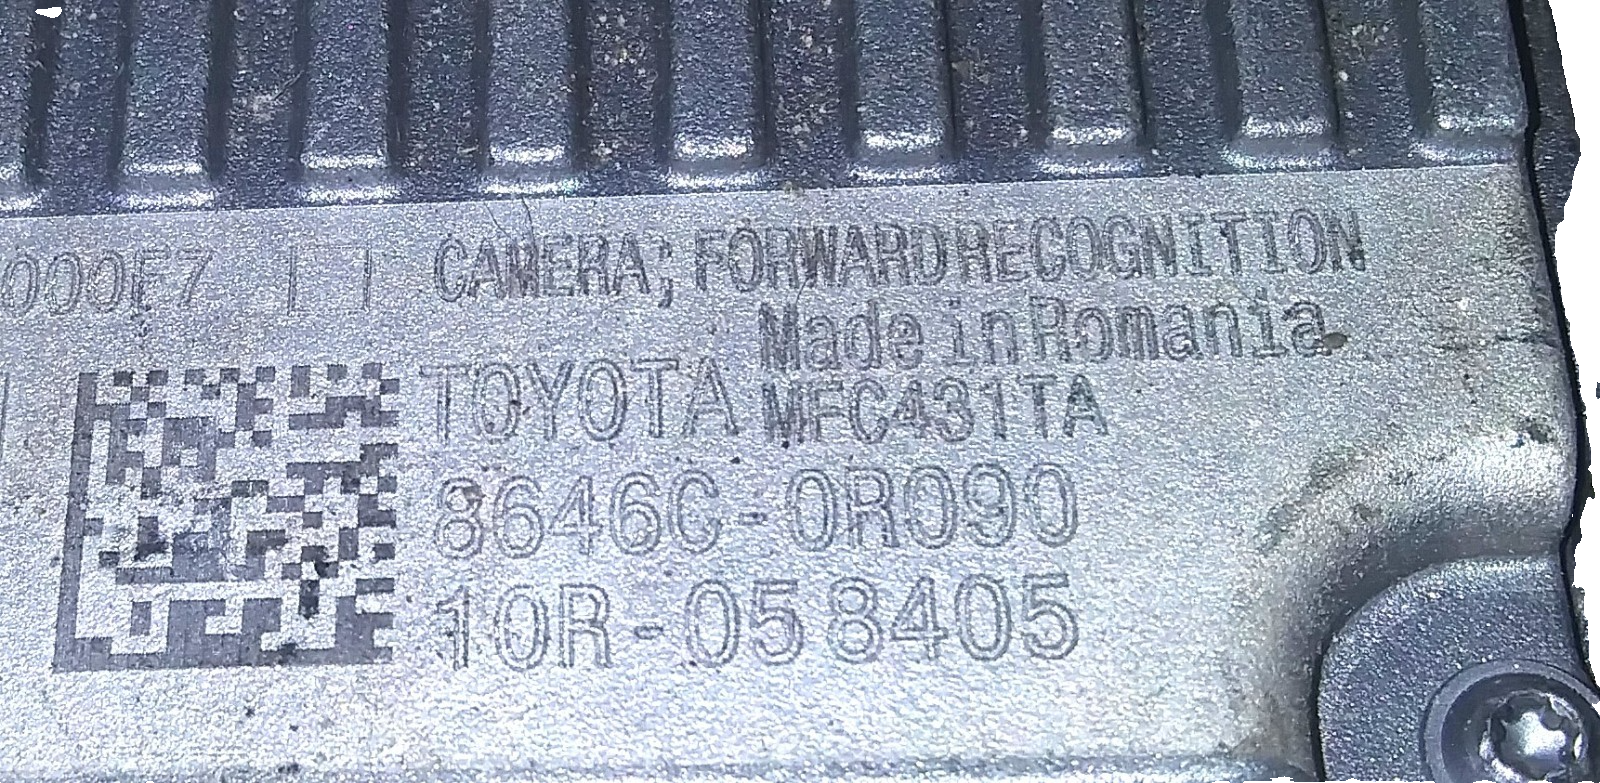 000F7
CAMERA; FORWARD RECOGNITION
Made in Romania
TOYOTA MFC431TA
8646C-0R090
10R-058405